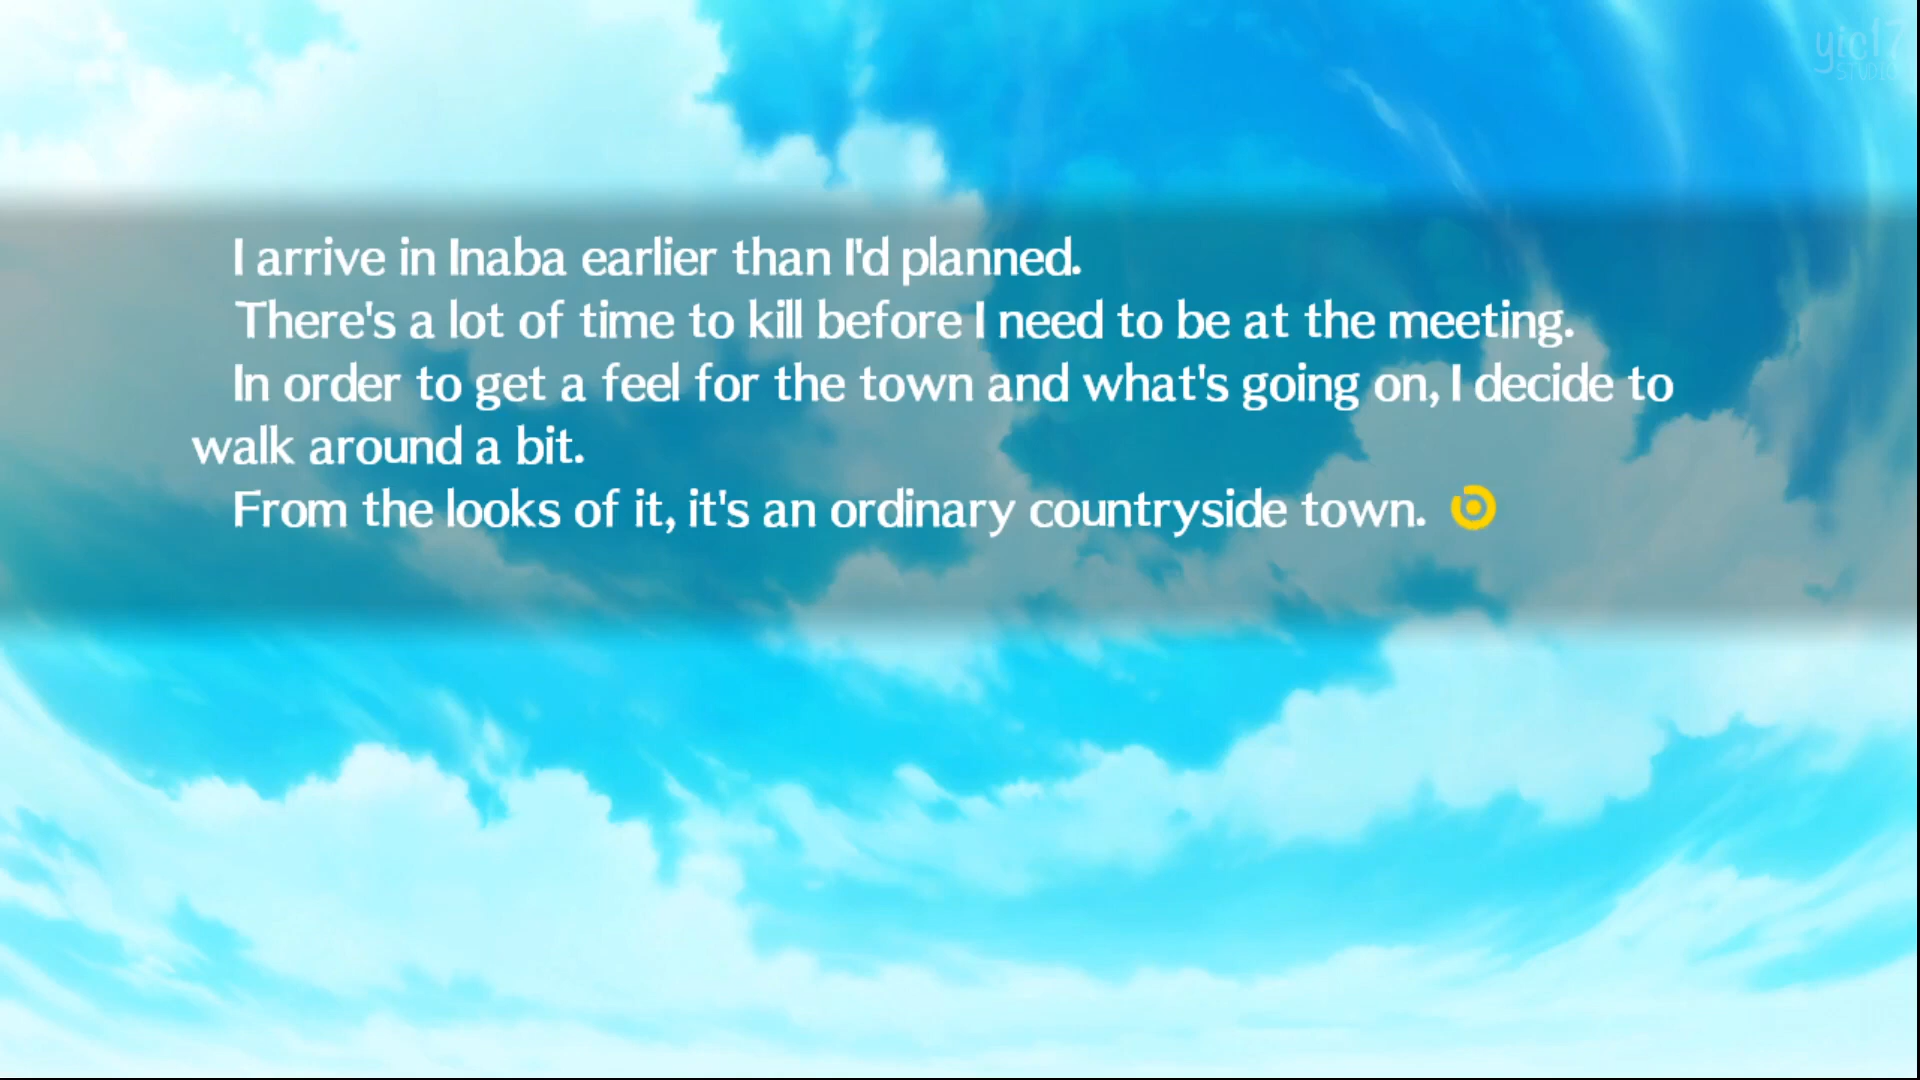 yic17
STUDIO
I arrive in Inaba earlier than I'd planned.
There's a lot of time to kill before I need to be at the meeting.
In order to get a feel for the town and what's going on, I decide to
walk around a bit.
From the looks of it, it's an ordinary countryside town.